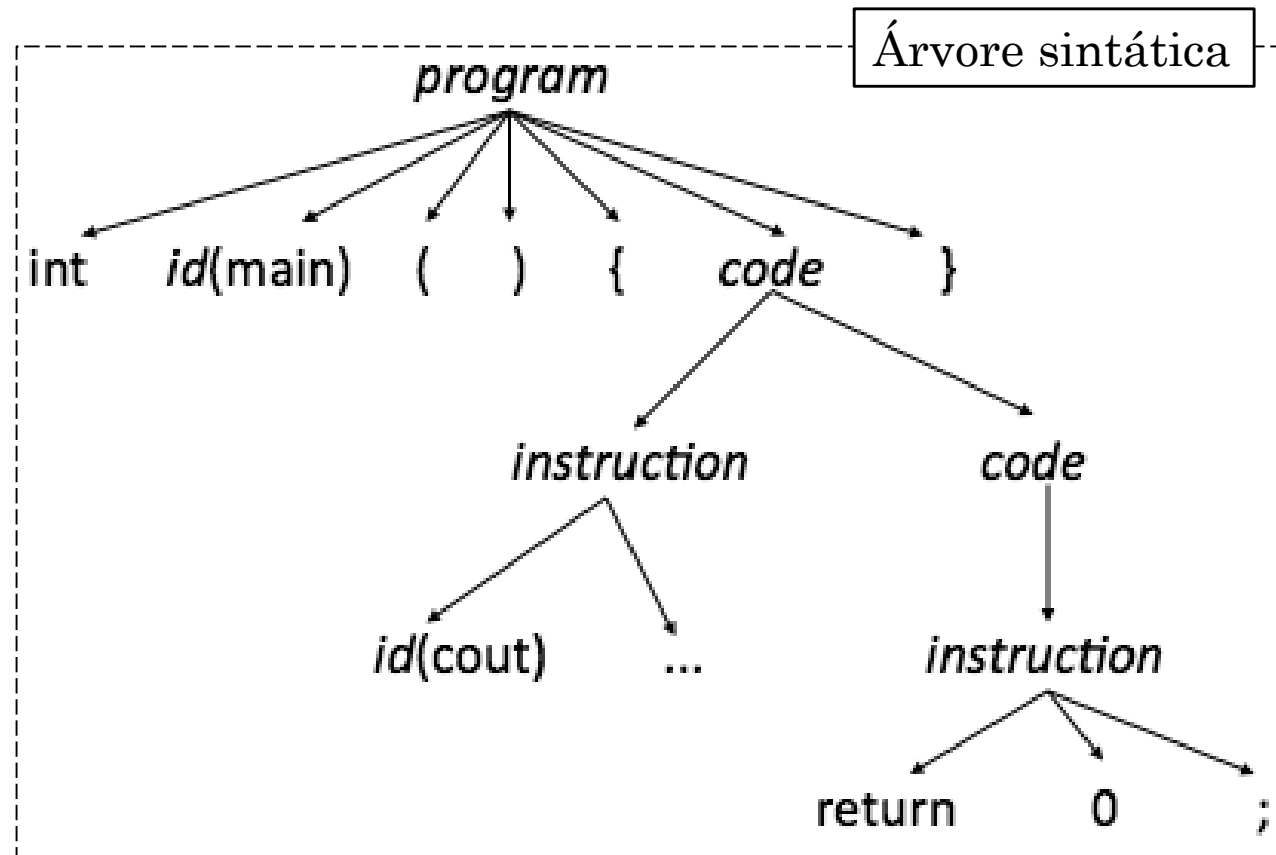 Árvore sintática
program
int id(main) ( ) { code }
instruction code
id(cout) ... instruction
return 0 ;